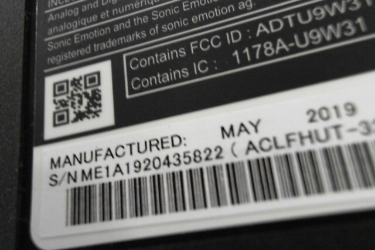 Analog and Dig
analogique et numériq
Sonic Emotion and the Sonic Emotion
registered trademarks of sonic emotion ag.
Contains FCC ID : ADTU9W31
Contains IC : 1178A-U9W31
MANUFACTURED: MAY 2019
S/N ME1A1920435822 ( ACLFHUT-3